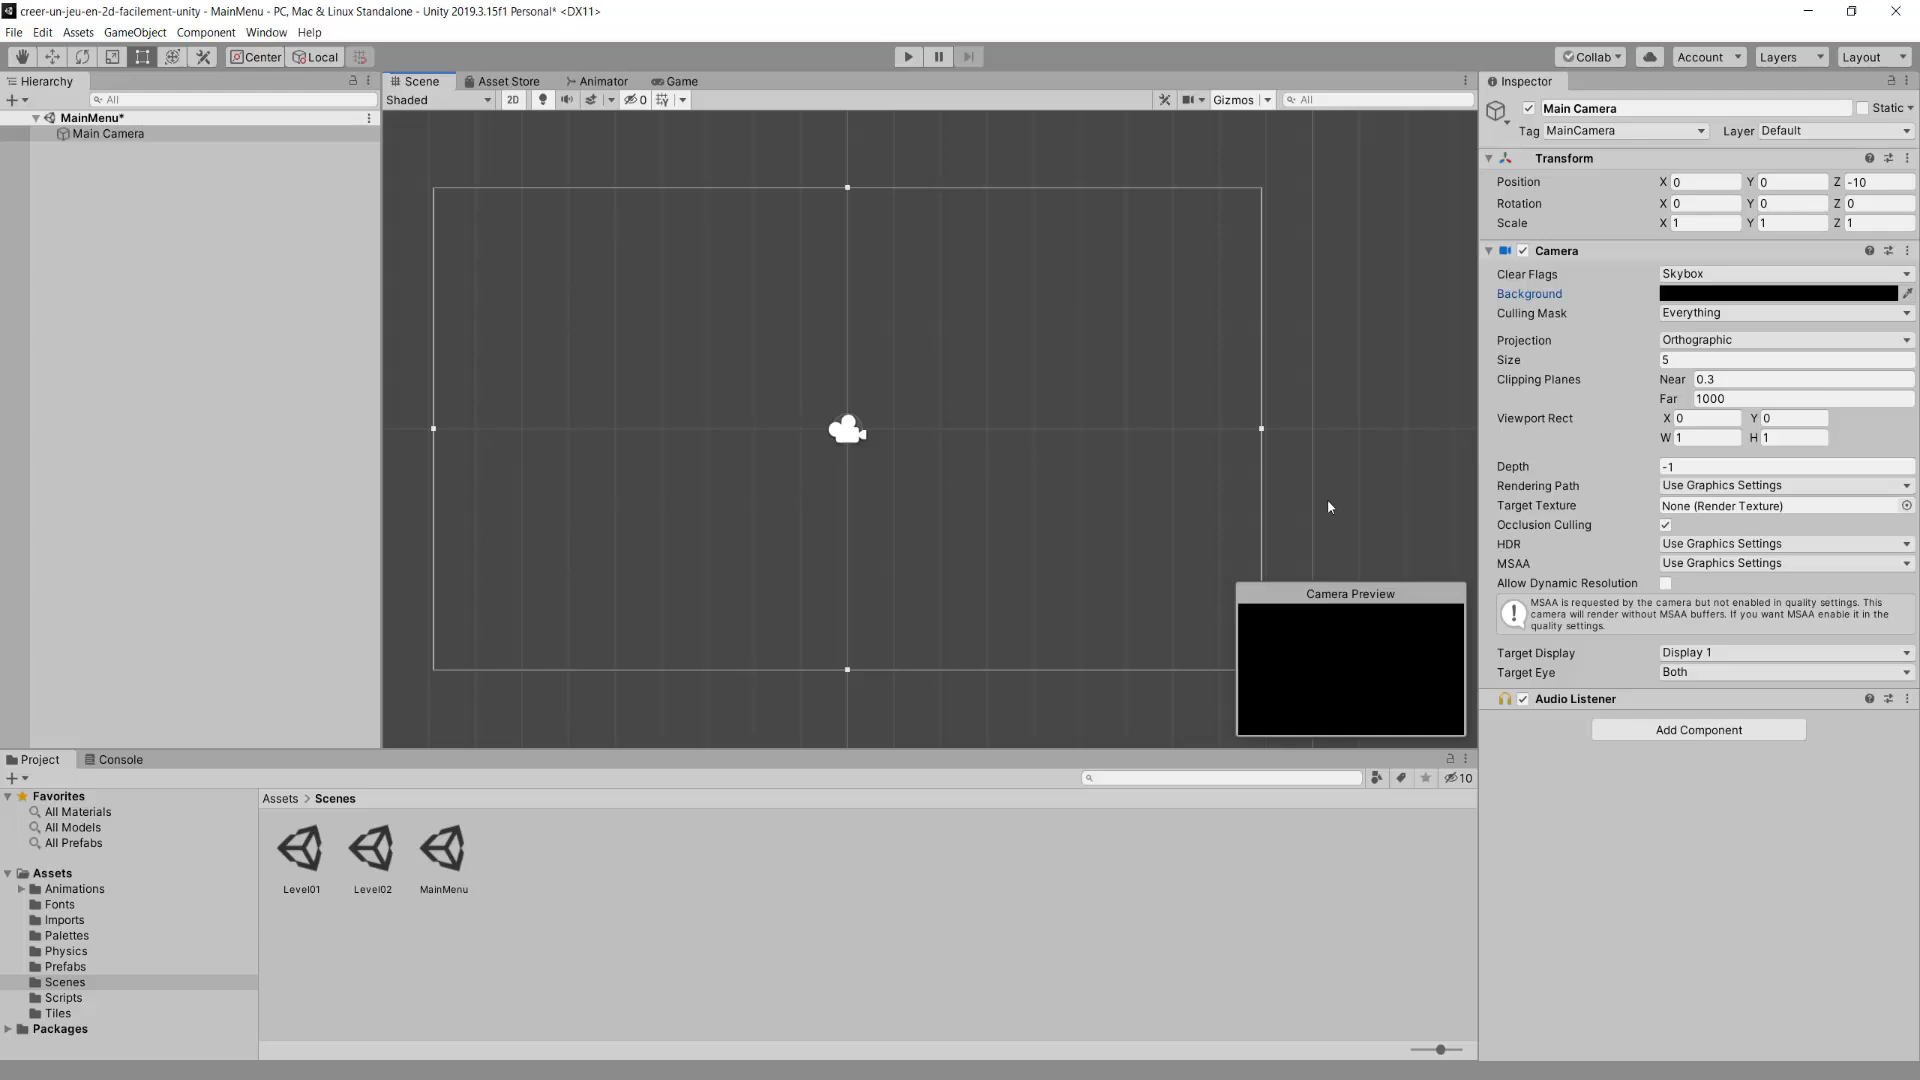 creer-un-jeu-en-2d-facilement-unity - MainMenu - PC, Mac & Linux Standalone - Unity 2019.3.15f1 Personal* <DX11>
File Edit Assets GameObject Component Window Help
Center Local Collab Account Layers Layout
Hierarchy
All
MainMenu*
Main Camera
Scene Asset Store Animator Game
Shaded 2D 0 Gizmos All
Camera Preview
Inspector
Main Camera Static
Tag MainCamera Layer Default
Transform
Position X 0 Y 0 Z -10
Rotation X 0 Y 0 Z 0
Scale X 1 Y 1 Z 1
Camera
Clear Flags Skybox
Background
Culling Mask Everything
Projection Orthographic
Size 5
Clipping Planes Near 0.3
Far 1000
Viewport Rect X 0 Y 0
W 1 H 1
Depth -1
Rendering Path Use Graphics Settings
Target Texture None (Render Texture)
Occlusion Culling
HDR Use Graphics Settings
MSAA Use Graphics Settings
Allow Dynamic Resolution
MSAA is requested by the camera but not enabled in quality settings. This
camera will render without MSAA buffers. If you want MSAA enable it in the
quality settings.
Target Display Display 1
Target Eye Both
Audio Listener
Add Component
Project Console
10
Favorites
All Materials
All Models
All Prefabs
Assets
Animations
Fonts
Imports
Palettes
Physics
Prefabs
Scenes
Scripts
Tiles
Packages
Assets > Scenes
Level01 Level02 MainMenu